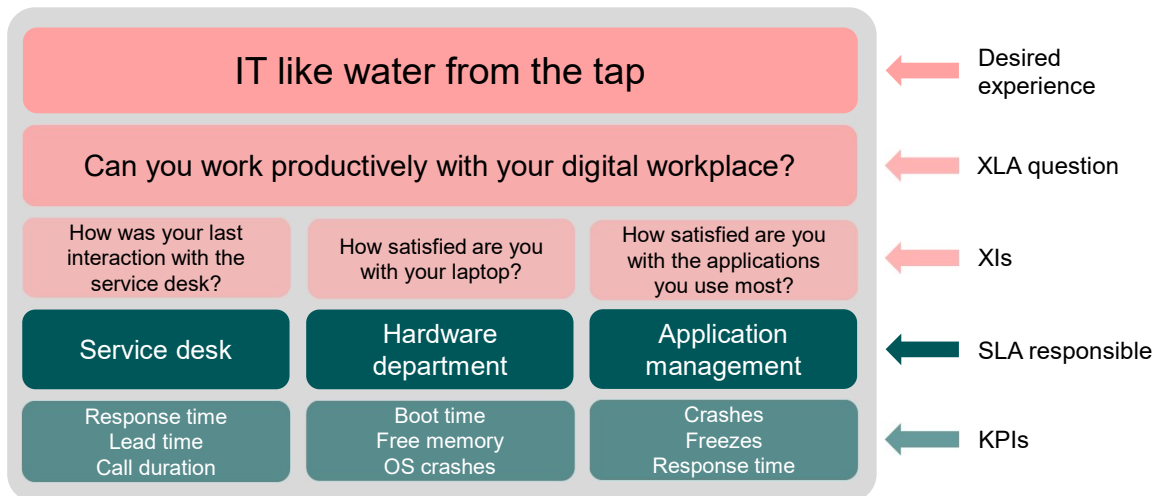 IT like water from the tap
Desired
experience
Can you work productively with your digital workplace?
XLA question
How was your last
interaction with the
service desk?
How satisfied are you
with your laptop?
How satisfied are you
with the applications
you use most?
XIs
Service desk
Hardware
department
Application
management
SLA responsible
Response time
Lead time
Call duration
Boot time
Free memory
OS crashes
Crashes
Freezes
Response time
KPIs